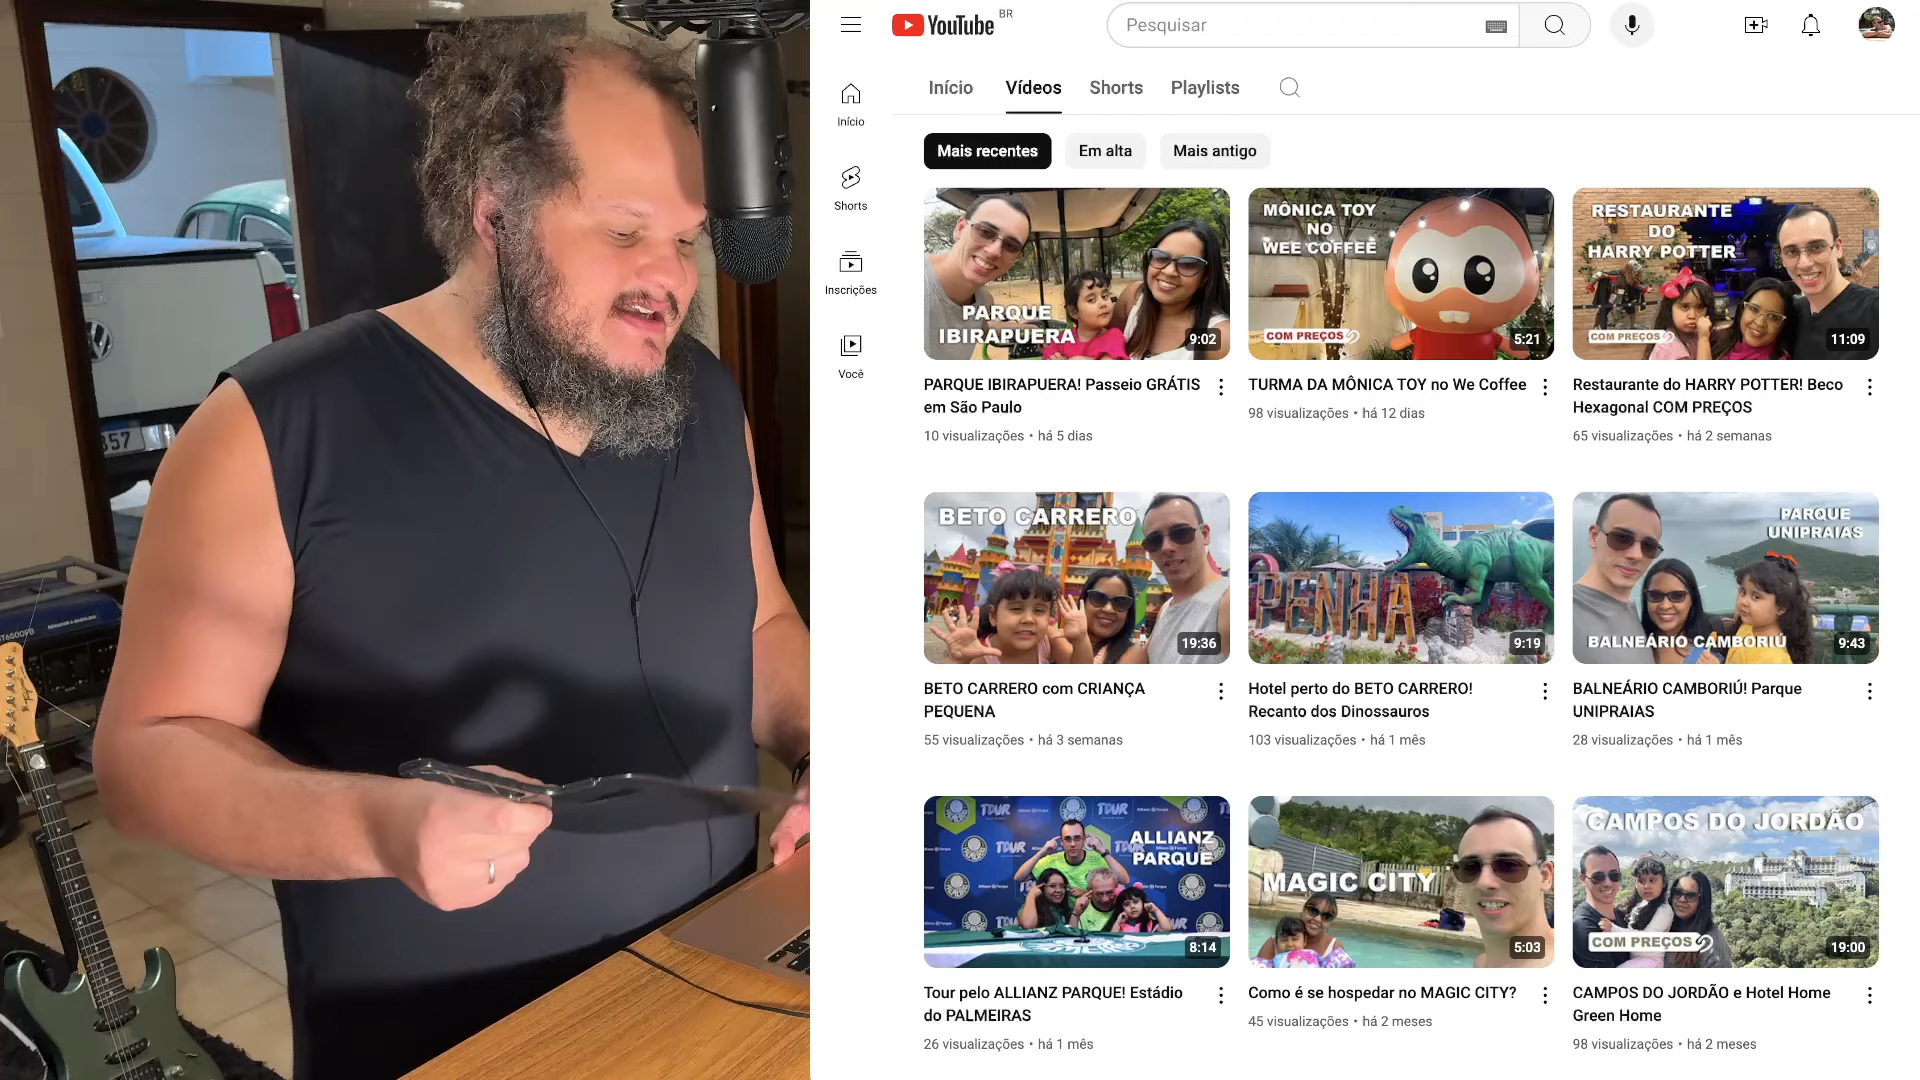 YouTube BR
Pesquisar
Início
Shorts
Inscrições
Você
Início Vídeos Shorts Playlists
Mais recentes Em alta Mais antigo
PARQUE
IBIRAPUERA
9:02
PARQUE IBIRAPUERA! Passeio GRÁTIS
em São Paulo
10 visualizações • há 5 dias
MÔNICA TOY
NO
WEE COFFEE
COM PREÇOS
5:21
TURMA DA MÔNICA TOY no We Coffee
98 visualizações • há 12 dias
RESTAURANTE
DO
HARRY POTTER
COM PREÇOS
11:09
Restaurante do HARRY POTTER! Beco
Hexagonal COM PREÇOS
65 visualizações • há 2 semanas
BETO CARRERO
19:36
BETO CARRERO com CRIANÇA
PEQUENA
55 visualizações • há 3 semanas
PENHA
9:19
Hotel perto do BETO CARRERO!
Recanto dos Dinossauros
103 visualizações • há 1 mês
PARQUE
UNIPRAIAS
BALNEÁRIO CAMBORIÚ
9:43
BALNEÁRIO CAMBORIÚ! Parque
UNIPRAIAS
28 visualizações • há 1 mês
TOUR TOUR
ALLIANZ
PARQUE
8:14
Tour pelo ALLIANZ PARQUE! Estádio
do PALMEIRAS
26 visualizações • há 1 mês
MAGIC CITY
5:03
Como é se hospedar no MAGIC CITY?
45 visualizações • há 2 meses
CAMPOS DO JORDÃO
COM PREÇOS
19:00
CAMPOS DO JORDÃO e Hotel Home
Green Home
98 visualizações • há 2 meses